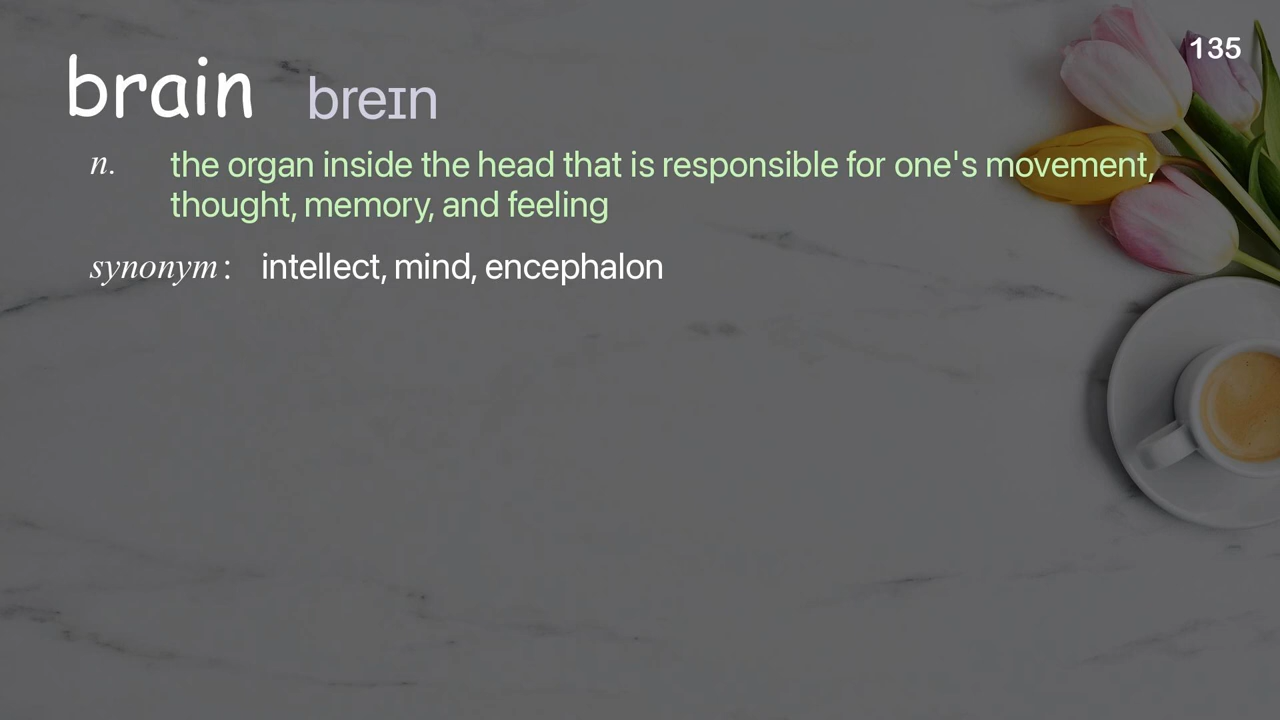 135
brain breɪn
n. the organ inside the head that is responsible for one's movement,
thought, memory, and feeling
synonym: intellect, mind, encephalon